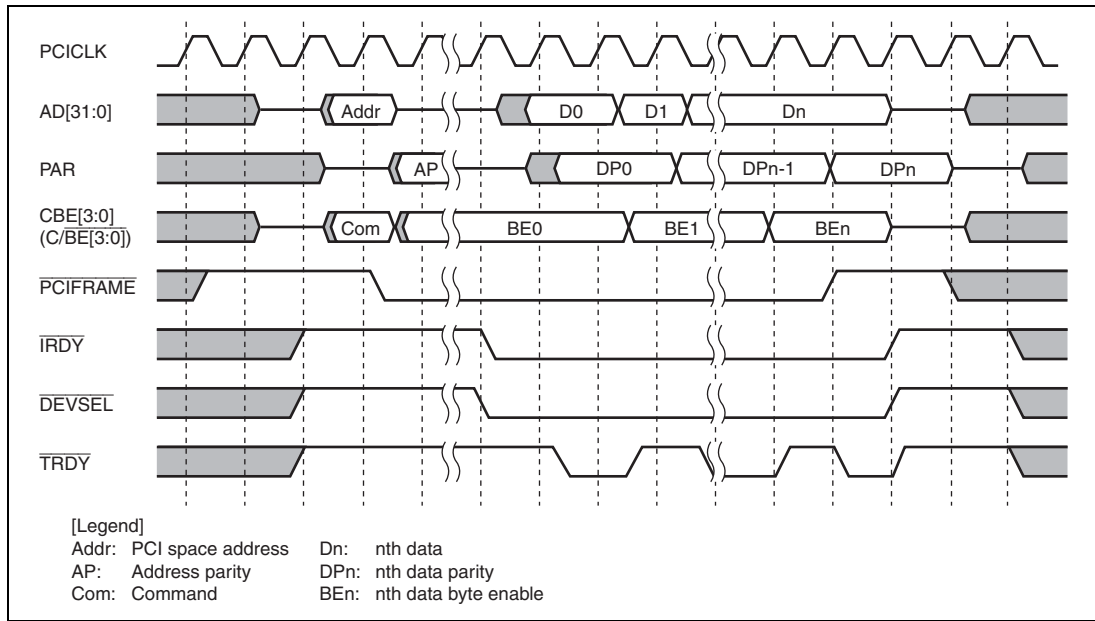 PCICLK
AD[31:0] Addr D0 D1 Dn
PAR AP DP0 DPn-1 DPn
CBE[3:0]
(C/BE[3:0]) Com BE0 BE1 BEn
PCIFRAME
IRDY
DEVSEL
TRDY
[Legend]
Addr: PCI space address Dn: nth data
AP: Address parity DPn: nth data parity
Com: Command BEn: nth data byte enable